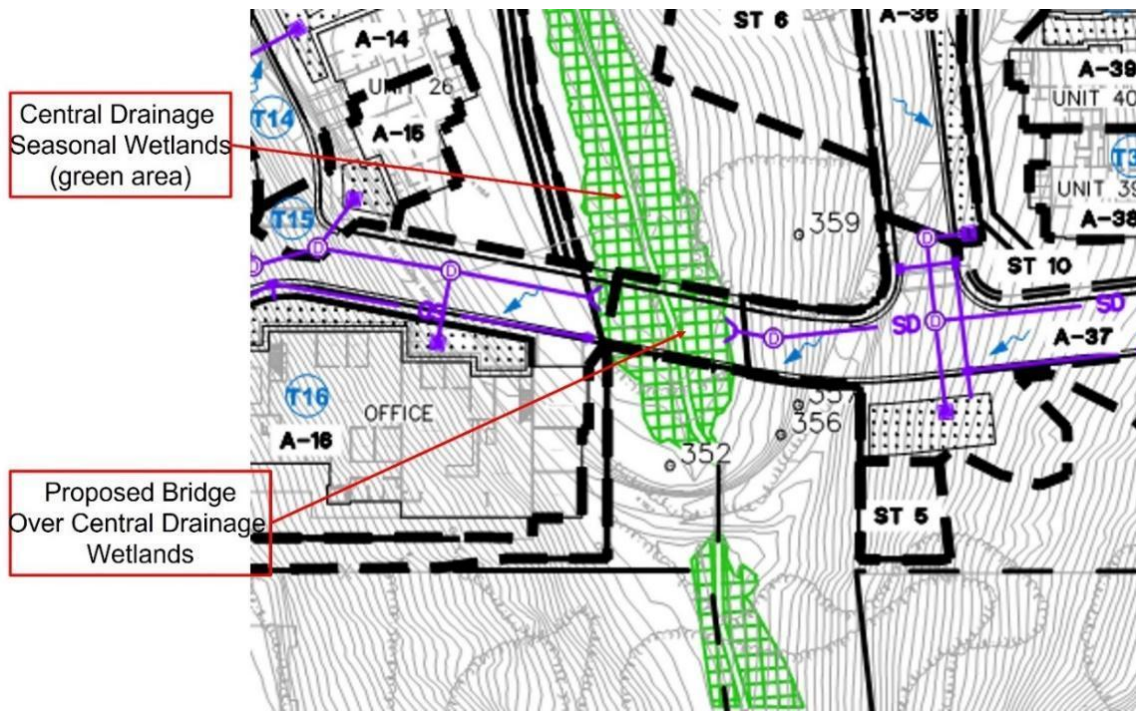 ST 6
A-36
A-14
UNIT 26
A-15
A-39
UNIT 40
T14
Central Drainage
Seasonal Wetlands
(green area)
UNIT 39
A-38
T15
359
ST 10
D
D
D
D
D
D
SD
SD
A-37
T16
OFFICE
A-16
356
352
Proposed Bridge
Over Central Drainage
Wetlands
ST 5